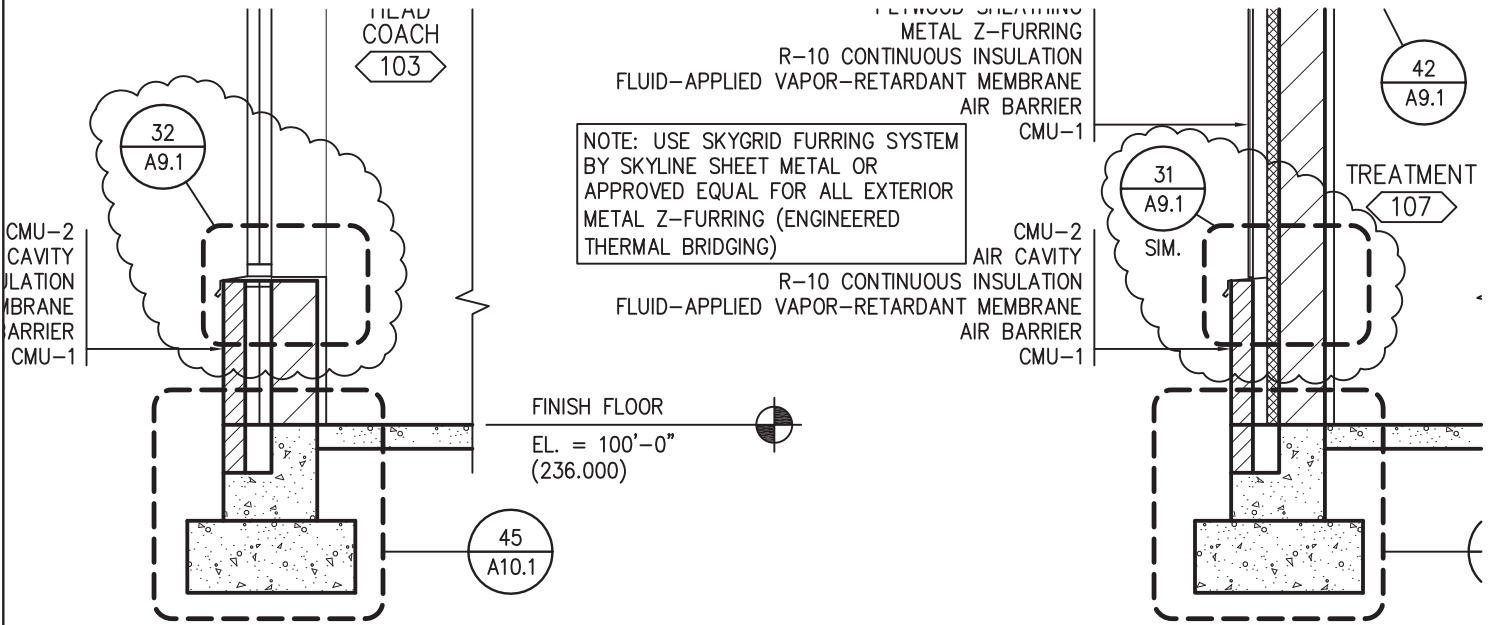 HEAD
COACH
103
32
A9.1
CMU-2
CAVITY
BARRIER
CMU-1
PLYWOOD SHEATHING
METAL Z-FURRING
R-10 CONTINUOUS INSULATION
FLUID-APPLIED VAPOR-RETARDANT MEMBRANE
AIR BARRIER
CMU-1
NOTE: USE SKYGRID FURRING SYSTEM
BY SKYLINE SHEET METAL OR
APPROVED EQUAL FOR ALL EXTERIOR
METAL Z-FURRING (ENGINEERED
THERMAL BRIDGING)
CMU-2
AIR CAVITY
R-10 CONTINUOUS INSULATION
FLUID-APPLIED VAPOR-RETARDANT MEMBRANE
AIR BARRIER
CMU-1
42
A9.1
31
A9.1
SIM.
TREATMENT
107
FINISH FLOOR
EL. = 100'-0"
(236.000)
45
A10.1